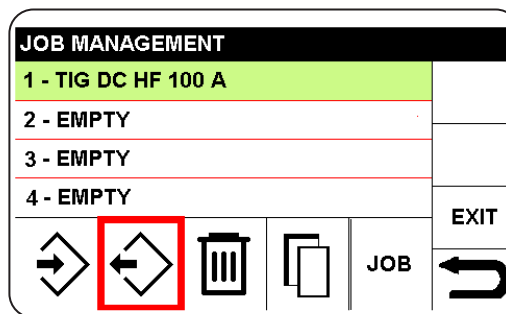 JOB MANAGEMENT
1 - TIG DC HF 100 A
2 - EMPTY
3 - EMPTY
4 - EMPTY
EXIT
JOB